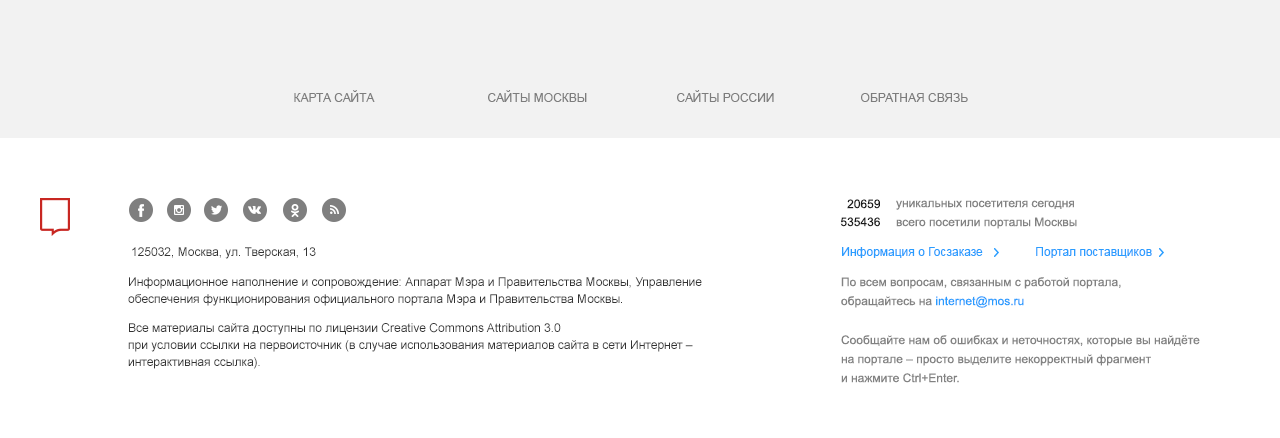 КАРТА САЙТА
САЙТЫ МОСКВЫ
САЙТЫ РОССИИ
ОБРАТНАЯ СВЯЗЬ
125032, Москва, ул. Тверская, 13
Информационное наполнение и сопровождение: Аппарат Мэра и Правительства Москвы, Управление
обеспечения функционирования официального портала Мэра и Правительства Москвы.
Все материалы сайта доступны по лицензии Creative Commons Attribution 3.0
при условии ссылки на первоисточник (в случае использования материалов сайта в сети Интернет –
интерактивная ссылка).
20659 уникальных посетителя сегодня
535436 всего посетили порталы Москвы
Информация о Госзаказе
Портал поставщиков
По всем вопросам, связанным с работой портала,
обращайтесь на internet@mos.ru
Сообщайте нам об ошибках и неточностях, которые вы найдёте
на портале – просто выделите некорректный фрагмент
и нажмите Ctrl+Enter.